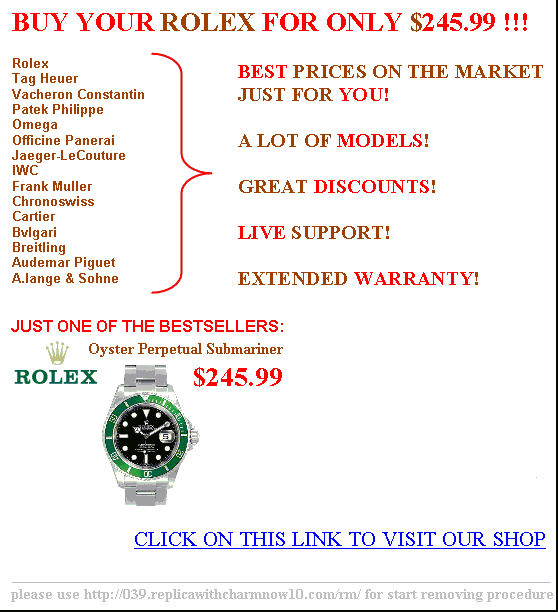 BUY YOUR ROLEX FOR ONLY $245.99 !!!
Rolex
Tag Heuer
Vacheron Constantin
Patek Philippe
Omega
Officine Panerai
Jaeger-LeCouture
IWC
Frank Muller
Chronoswiss
Cartier
Bvlgari
Breitling
Audemar Piguet
A.lange & Sohne
BEST PRICES ON THE MARKET
JUST FOR YOU!
A LOT OF MODELS!
GREAT DISCOUNTS!
LIVE SUPPORT!
EXTENDED WARRANTY!
JUST ONE OF THE BESTSELLERS:
Oyster Perpetual Submariner
ROLEX
$245.99
CLICK ON THIS LINK TO VISIT OUR SHOP
please use http://039.replicawithcharmnow10.com/rm/ for start removing procedure